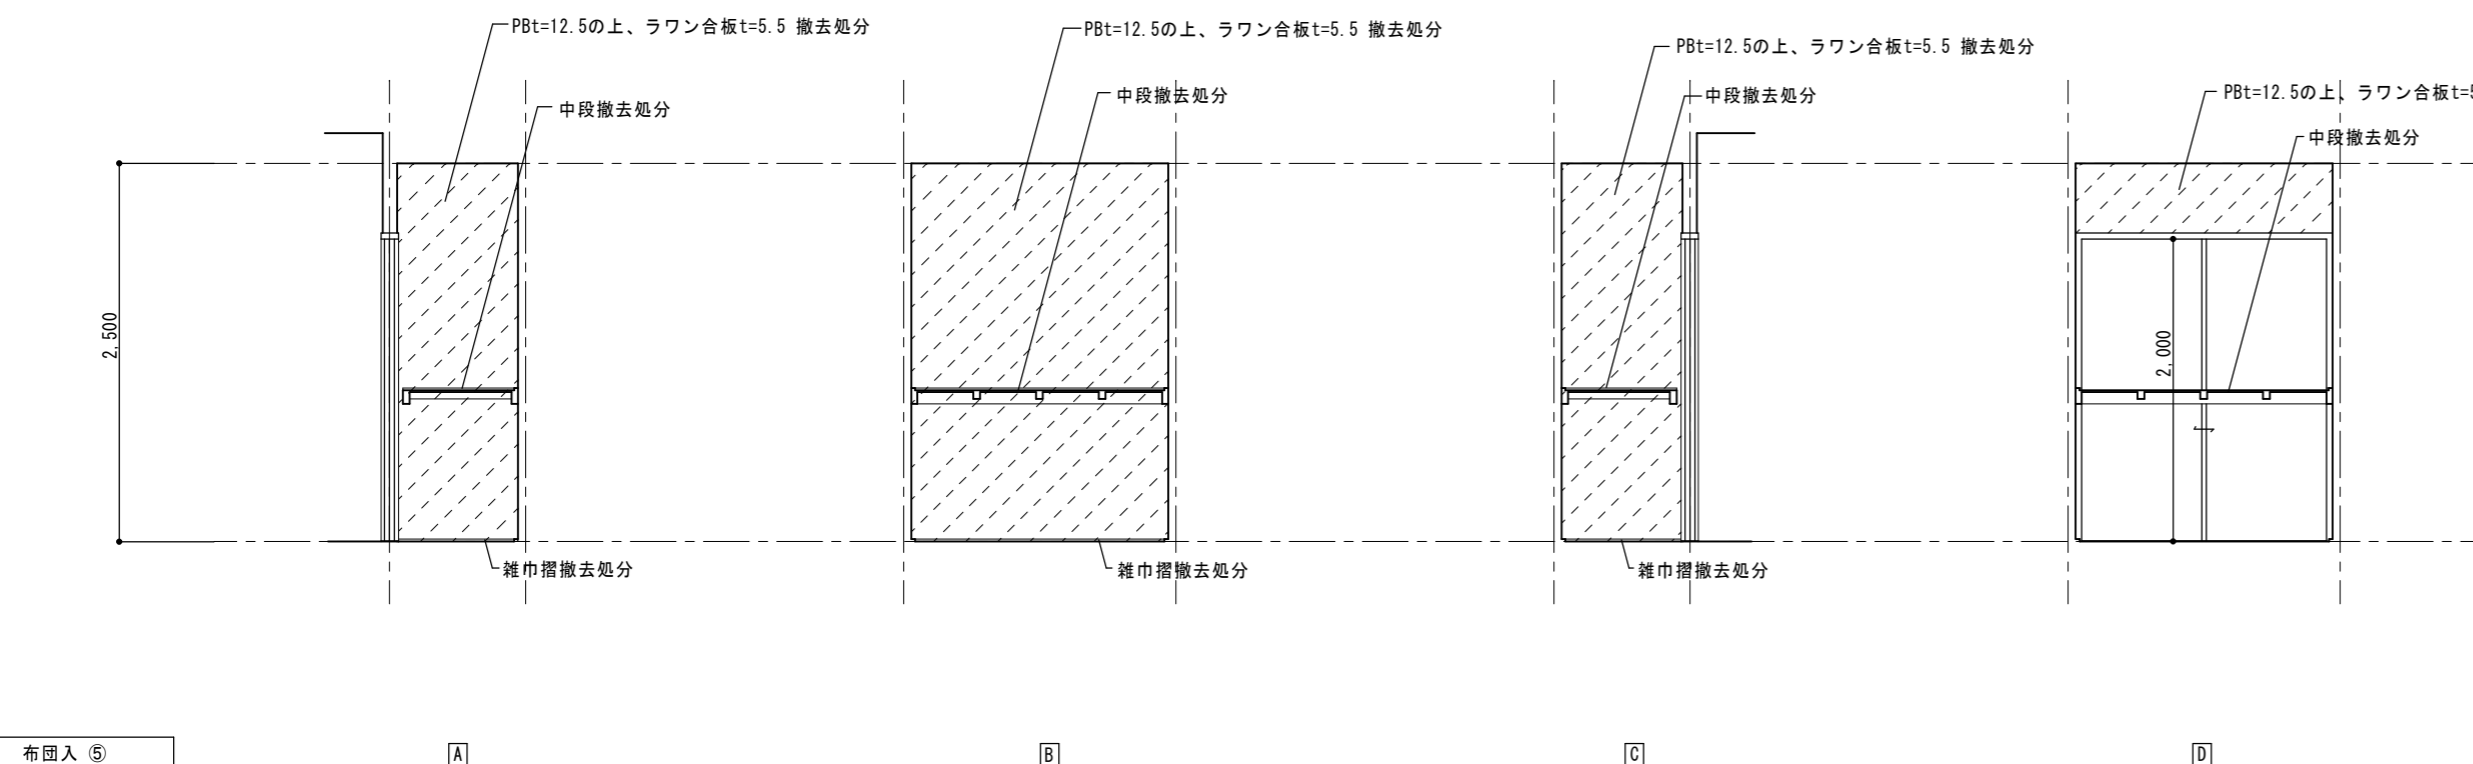 PBt=12.5の上、ラワン合板t=5.5 撤去処分
PBt=12.5の上、ラワン合板t=5.5 撤去処分
PBt=12.5の上、ラワン合板t=5.5 撤去処分
PBt=12.5の上、ラワン合板t=5
中段撤去処分
中段撤去処分
中段撤去処分
中段撤去処分
2,500
2,000
雑巾摺撤去処分
雑巾摺撤去処分
雑巾摺撤去処分
布団入 ⑤
A
B
C
D